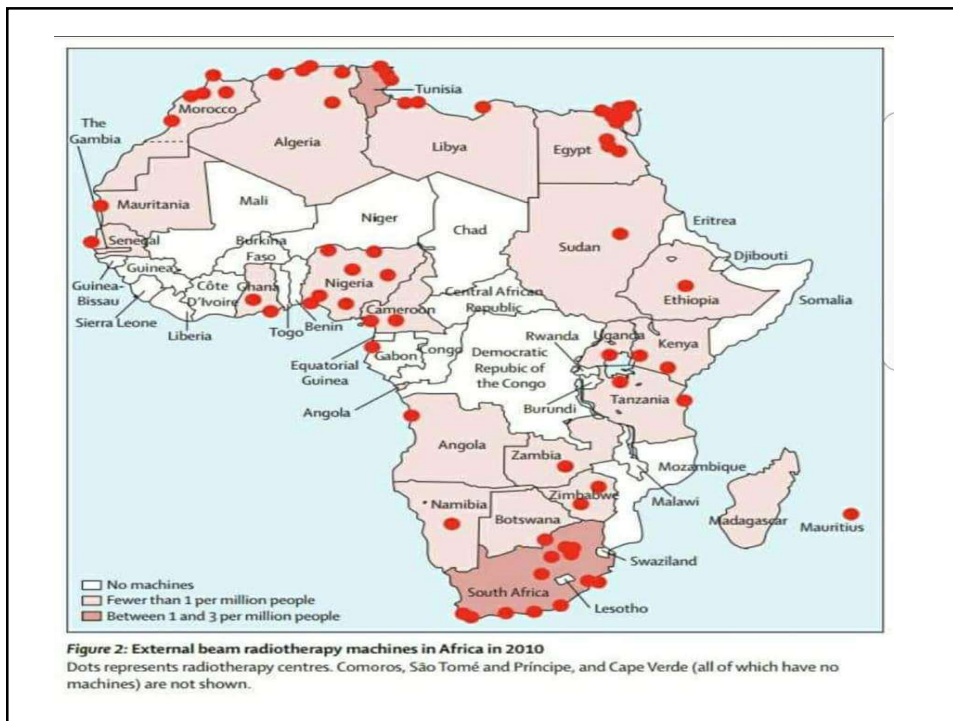 Tunisia
Morocco
The
Gambia
Algeria
Libya
Egypt
Mauritania
Mali
Niger
Chad
Eritrea
Senegal
Burkina
Faso
Sudan
Djibouti
Guinea
Guinea-
Bissau
Côte
D'Ivoire
Ghana
Nigeria
Cameroon
Central African
Republic
Ethiopia
Somalia
Sierra Leone
Liberia
Togo
Benin
Equatorial
Guinea
Gabon
Congo
Democratic
Repubic of
the Congo
Rwanda
Uganda
Kenya
Burundi
Tanzania
Angola
Angola
Zambia
Mozambique
Malawi
Zimbabwe
Namibia
Botswana
Madagascar
Mauritius
Swaziland
South Africa
Lesotho
No machines
Fewer than 1 per million people
Between 1 and 3 per million people
Figure 2: External beam radiotherapy machines in Africa in 2010
Dots represents radiotherapy centres. Comoros, São Tomé and Príncipe, and Cape Verde (all of which have no
machines) are not shown.